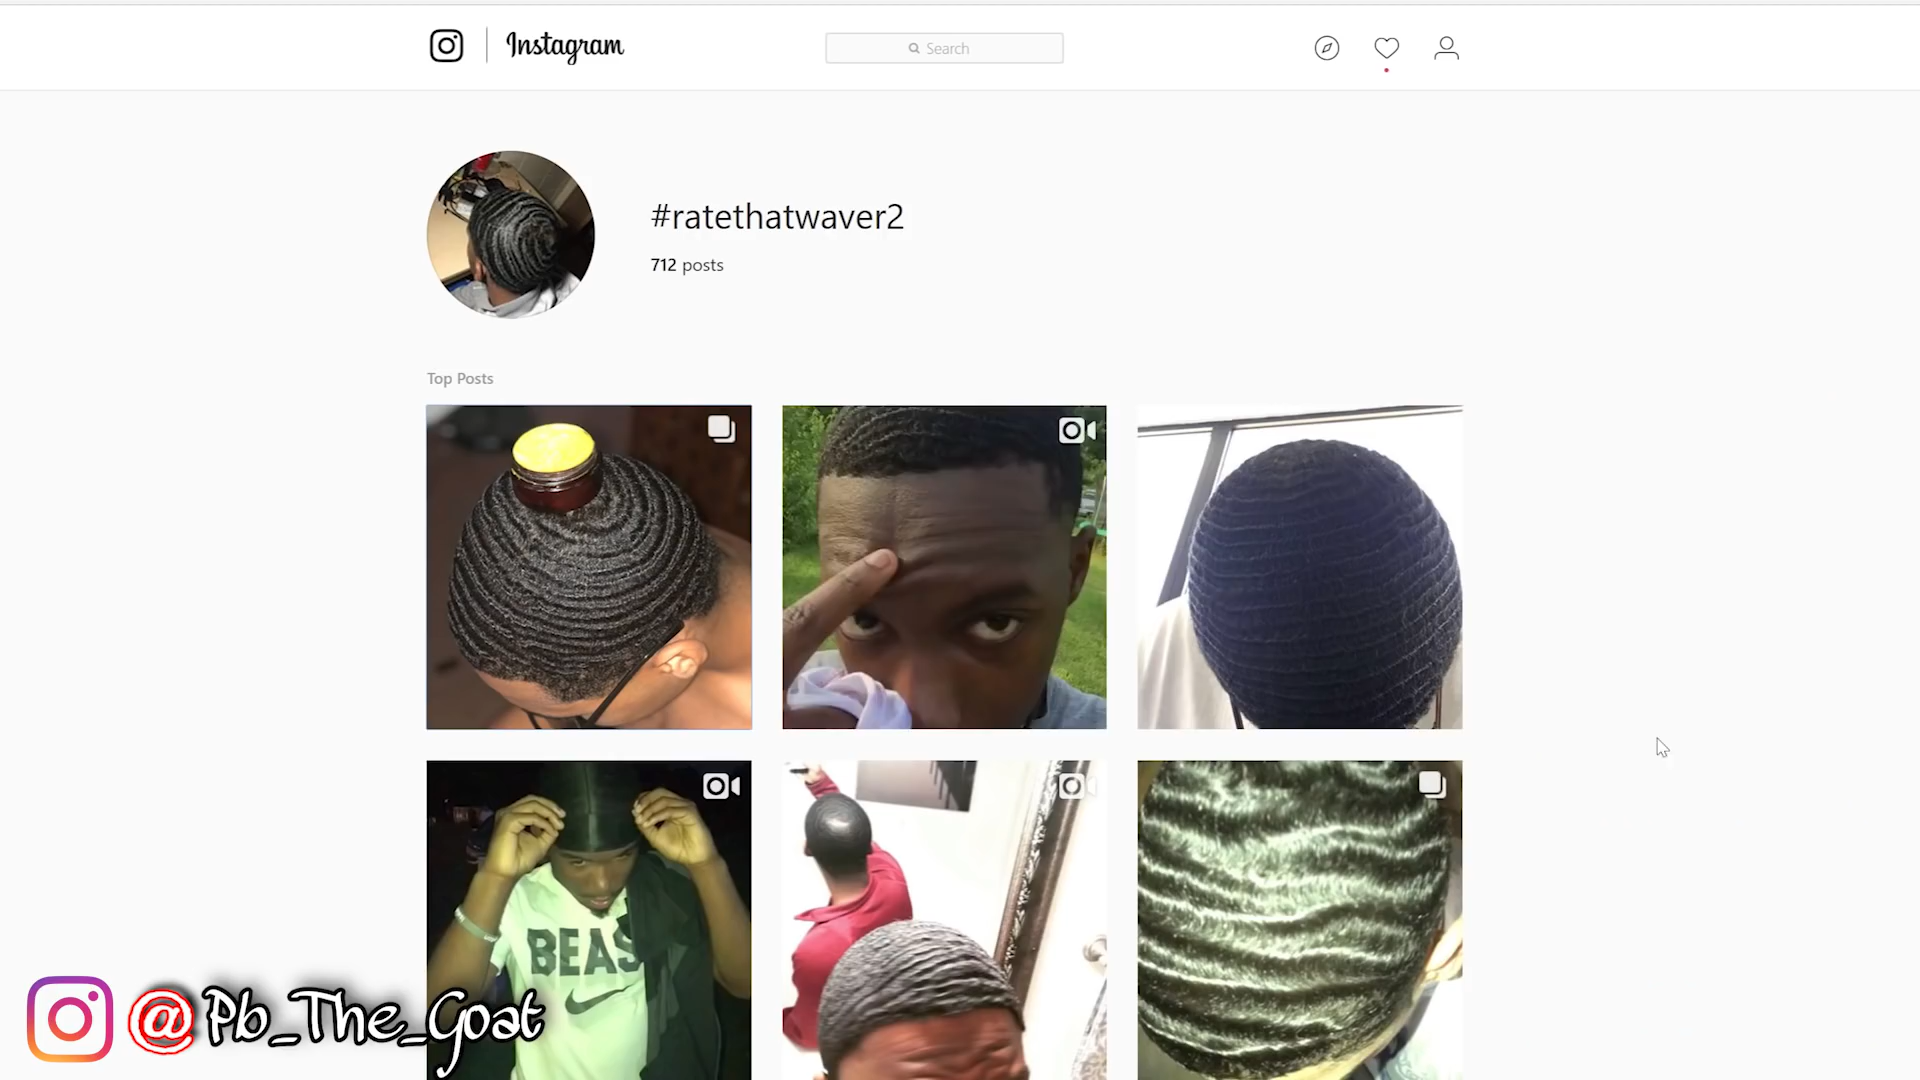 Instagram
Search
#ratethatwaver2
712 posts
Top Posts
BEAS
@Pb_The_Goat